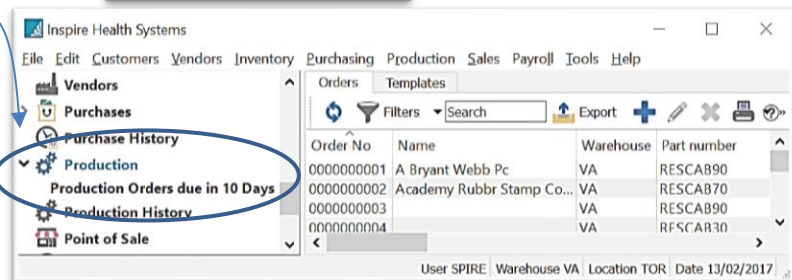 Inspire Health Systems
File Edit Customers Vendors Inventory Purchasing Production Sales Payroll Tools Help
Vendors
Purchases
Purchase History
Production
Production Orders due in 10 Days
Production History
Point of Sale
Orders Templates
Filters Search Export
Order No Name Warehouse Part number
0000000001 A Bryant Webb Pc VA RESCAB90
0000000002 Academy Rubbr Stamp Co... VA RESCAB70
0000000003 VA RESCAB90
0000000004 VA RESCAB30
User SPIRE Warehouse VA Location TOR Date 13/02/2017